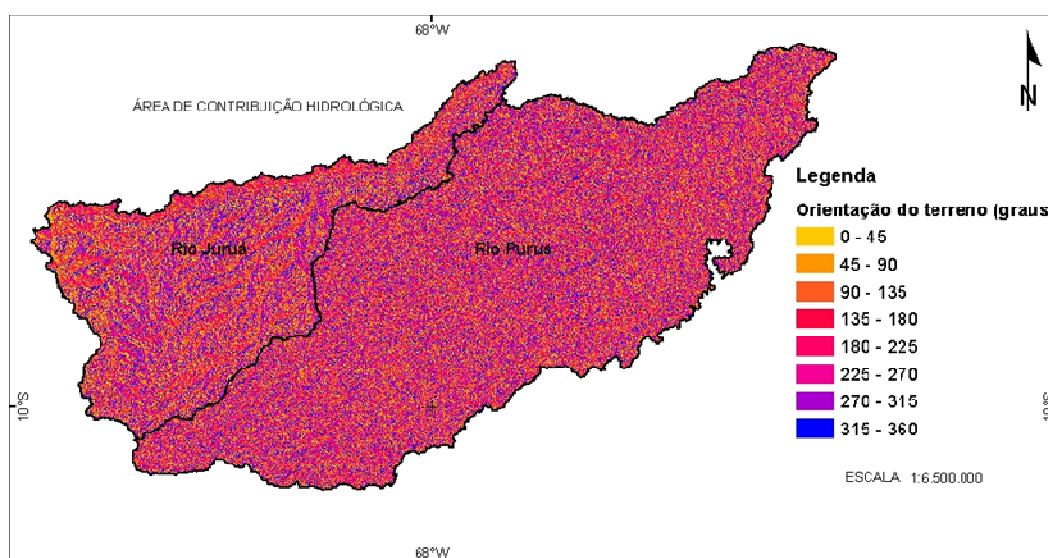 68°W
N
ÁREA DE CONTRIBUIÇÃO HIDROLÓGICA
Rio Juruá
Rio Purus
Legenda
Orientação do terreno (graus
0 - 45
45 - 90
90 - 135
135 - 180
180 - 225
225 - 270
270 - 315
315 - 360
10°S
10°S
ESCALA: 1:6.500.000
68°W